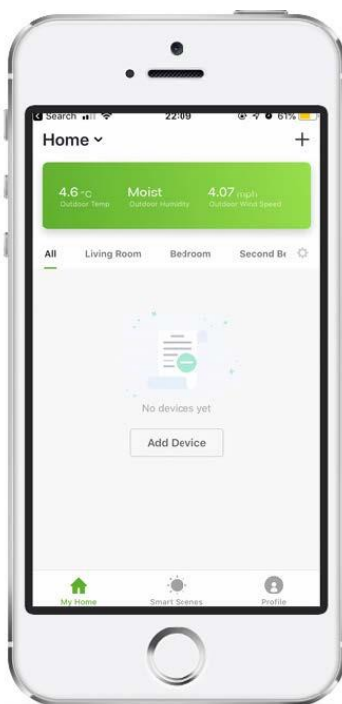 Search 22:09 61%
Home
4.6 °C Moist 4.07 mph
Outdoor Temp Outdoor Humidity Outdoor Wind Speed
All Living Room Bedroom Second Be
No devices yet
Add Device
My Home Smart Scenes Profile